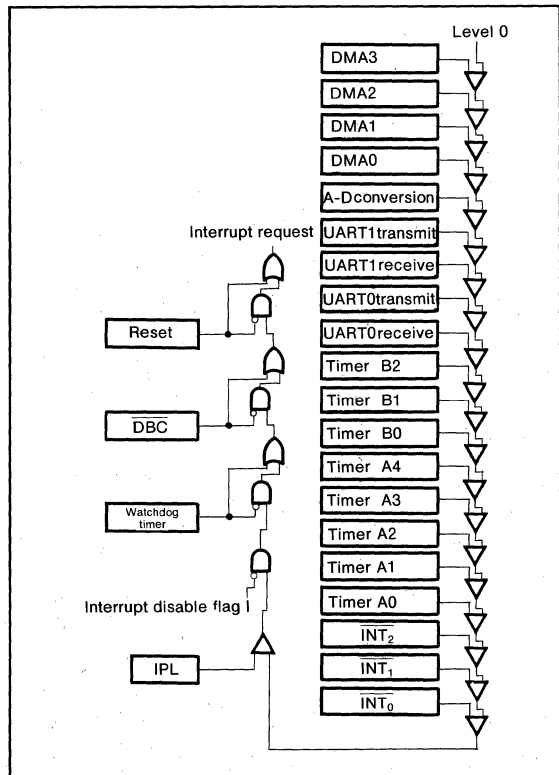 Level 0
DMA3
DMA2
DMA1
DMA0
A-Dconversion
UART1transmit
Interrupt request
UART1receive
UART0transmit
Reset
UART0receive
Timer B2
Timer B1
DBC
Timer B0
Timer A4
Timer A3
Watchdog
timer
Timer A2
Timer A1
Interrupt disable flag I
Timer A0
INT2
IPL
INT1
INT0